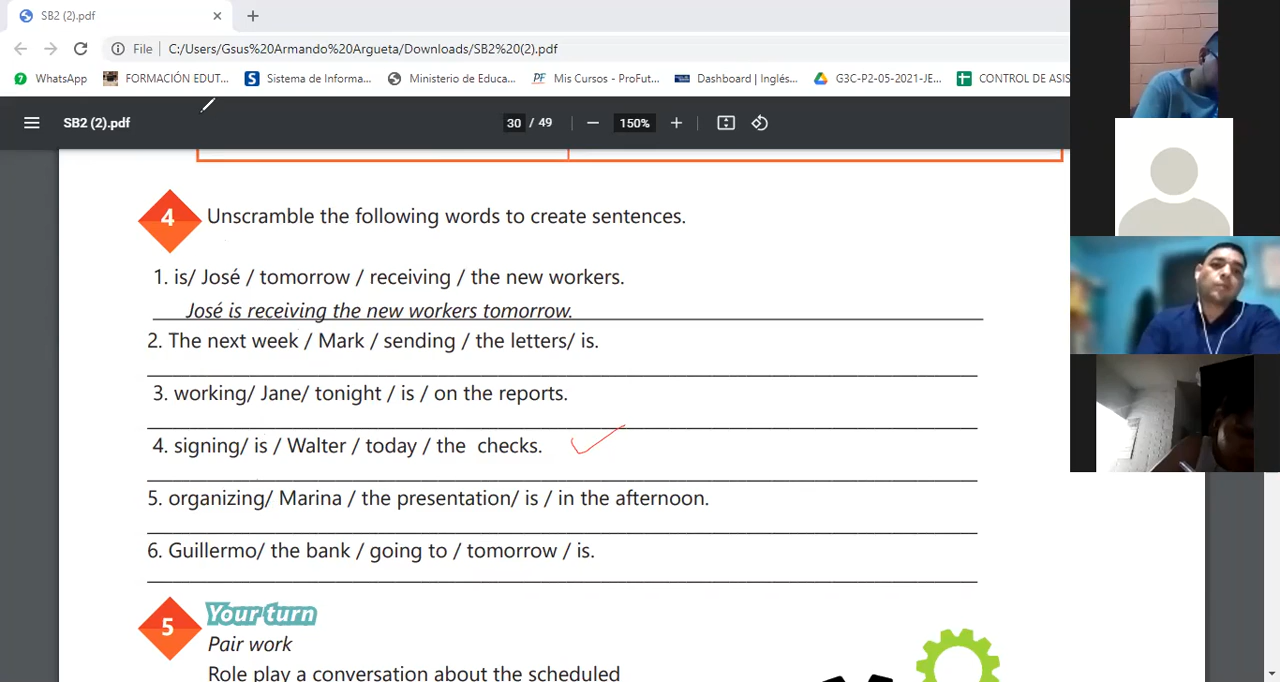 SB2 (2).pdf
File
C:/Users/Gsus%20Armando%20Argueta/Downloads/SB2%20(2).pdf
WhatsApp
FORMACIÓN EDUT...
Sistema de Informa...
Ministerio de Educa...
PF Mis Cursos - ProFut...
Dashboard | Inglés...
G3C-P2-05-2021-JE...
CONTROL DE ASIS
SB2 (2).pdf
30 / 49
150%
4 Unscramble the following words to create sentences.
1. is/ José / tomorrow / receiving / the new workers.
José is receiving the new workers tomorrow.
2. The next week / Mark / sending / the letters/ is.
3. working/ Jane/ tonight / is / on the reports.
4. signing/ is / Walter / today / the checks.
5. organizing/ Marina / the presentation/ is / in the afternoon.
6. Guillermo/ the bank / going to / tomorrow / is.
5 Your turn
Pair work
Role play a conversation about the scheduled